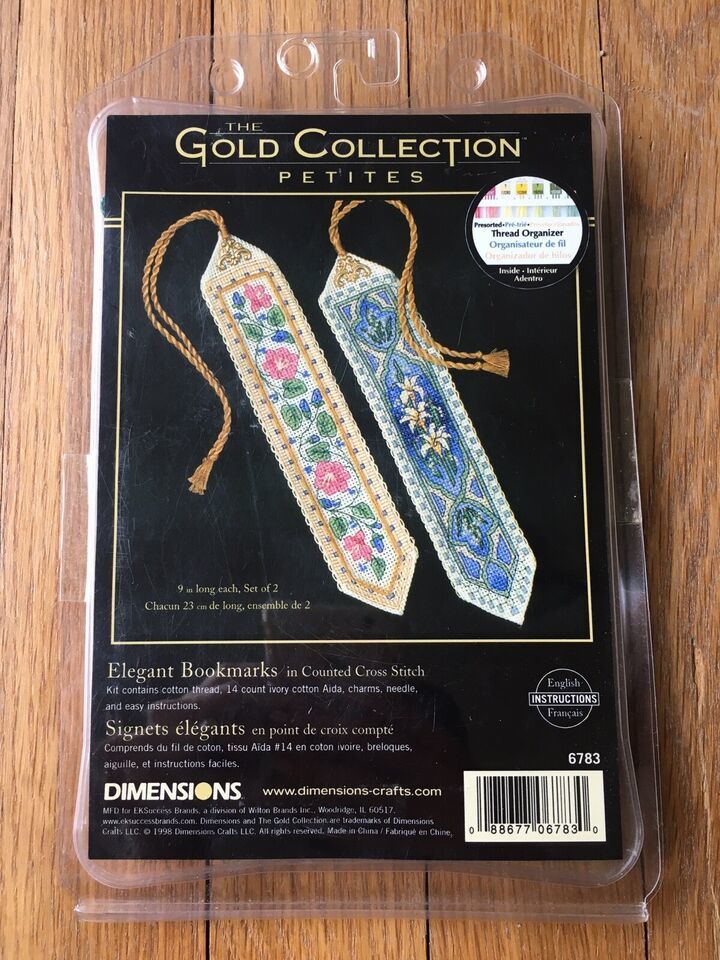 THE
GOLD COLLECTION™
PETITES
Presorted•Pré-trié•Preseleccionados
Thread Organizer
Organisateur de fil
Organizador de hilos
Inside • Intérieur
Adentro
9 in long each, Set of 2
Chacun 23 cm de long, ensemble de 2
Elegant Bookmarks in Counted Cross Stitch
Kit contains cotton thread, 14 count ivory cotton Aida, charms, needle,
and easy instructions.
Signets élégants en point de croix compté
Comprends du fil de coton, tissu Aïda #14 en coton ivoire, breloques,
aiguille, et instructions faciles.
English
INSTRUCTIONS
Français
6783
DIMENSIONS
www.dimensions-crafts.com
MFD for EKSuccess Brands, a division of Wilton Brands Inc., Woodridge, IL 60517.
www.eksuccessbrands.com. Dimensions and The Gold Collection are trademarks of Dimensions
Crafts LLC. © 1998 Dimensions Crafts LLC. All rights reserved. Made in China / Fabriqué en Chine.
0 88677 06783 0